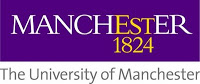 MANCHESTER
1824
The University of Manchester